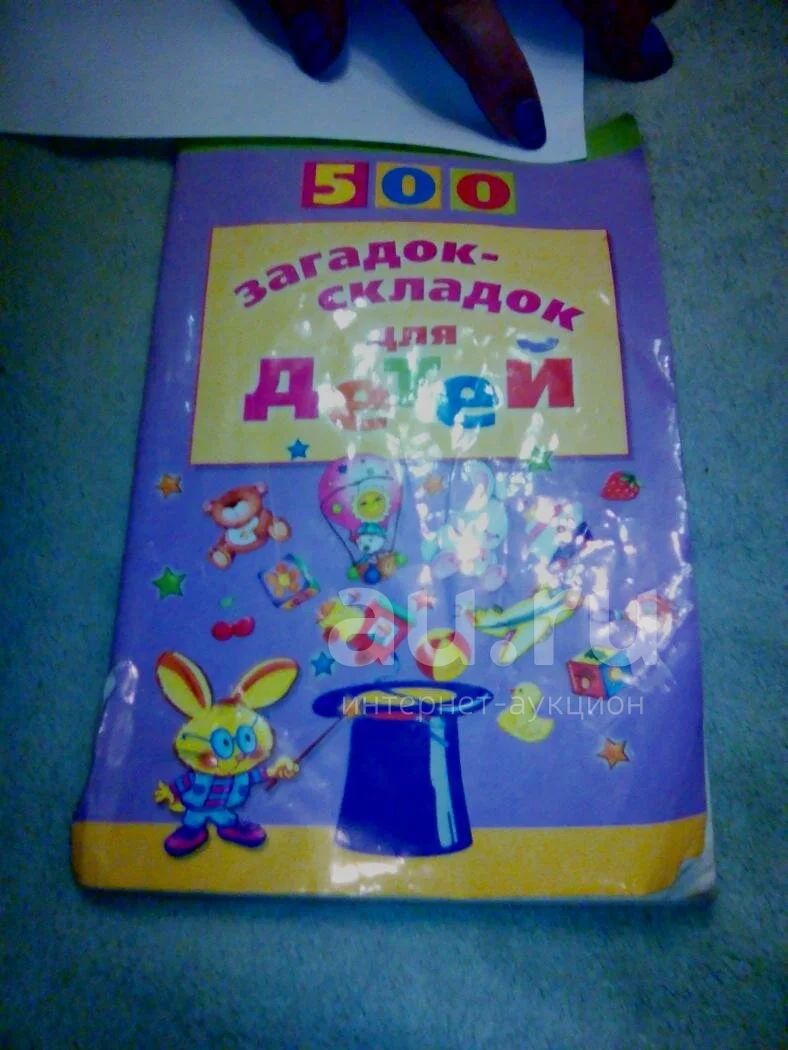 500
загадок-
складок
для
детей
au.ru
интернет-аукцион